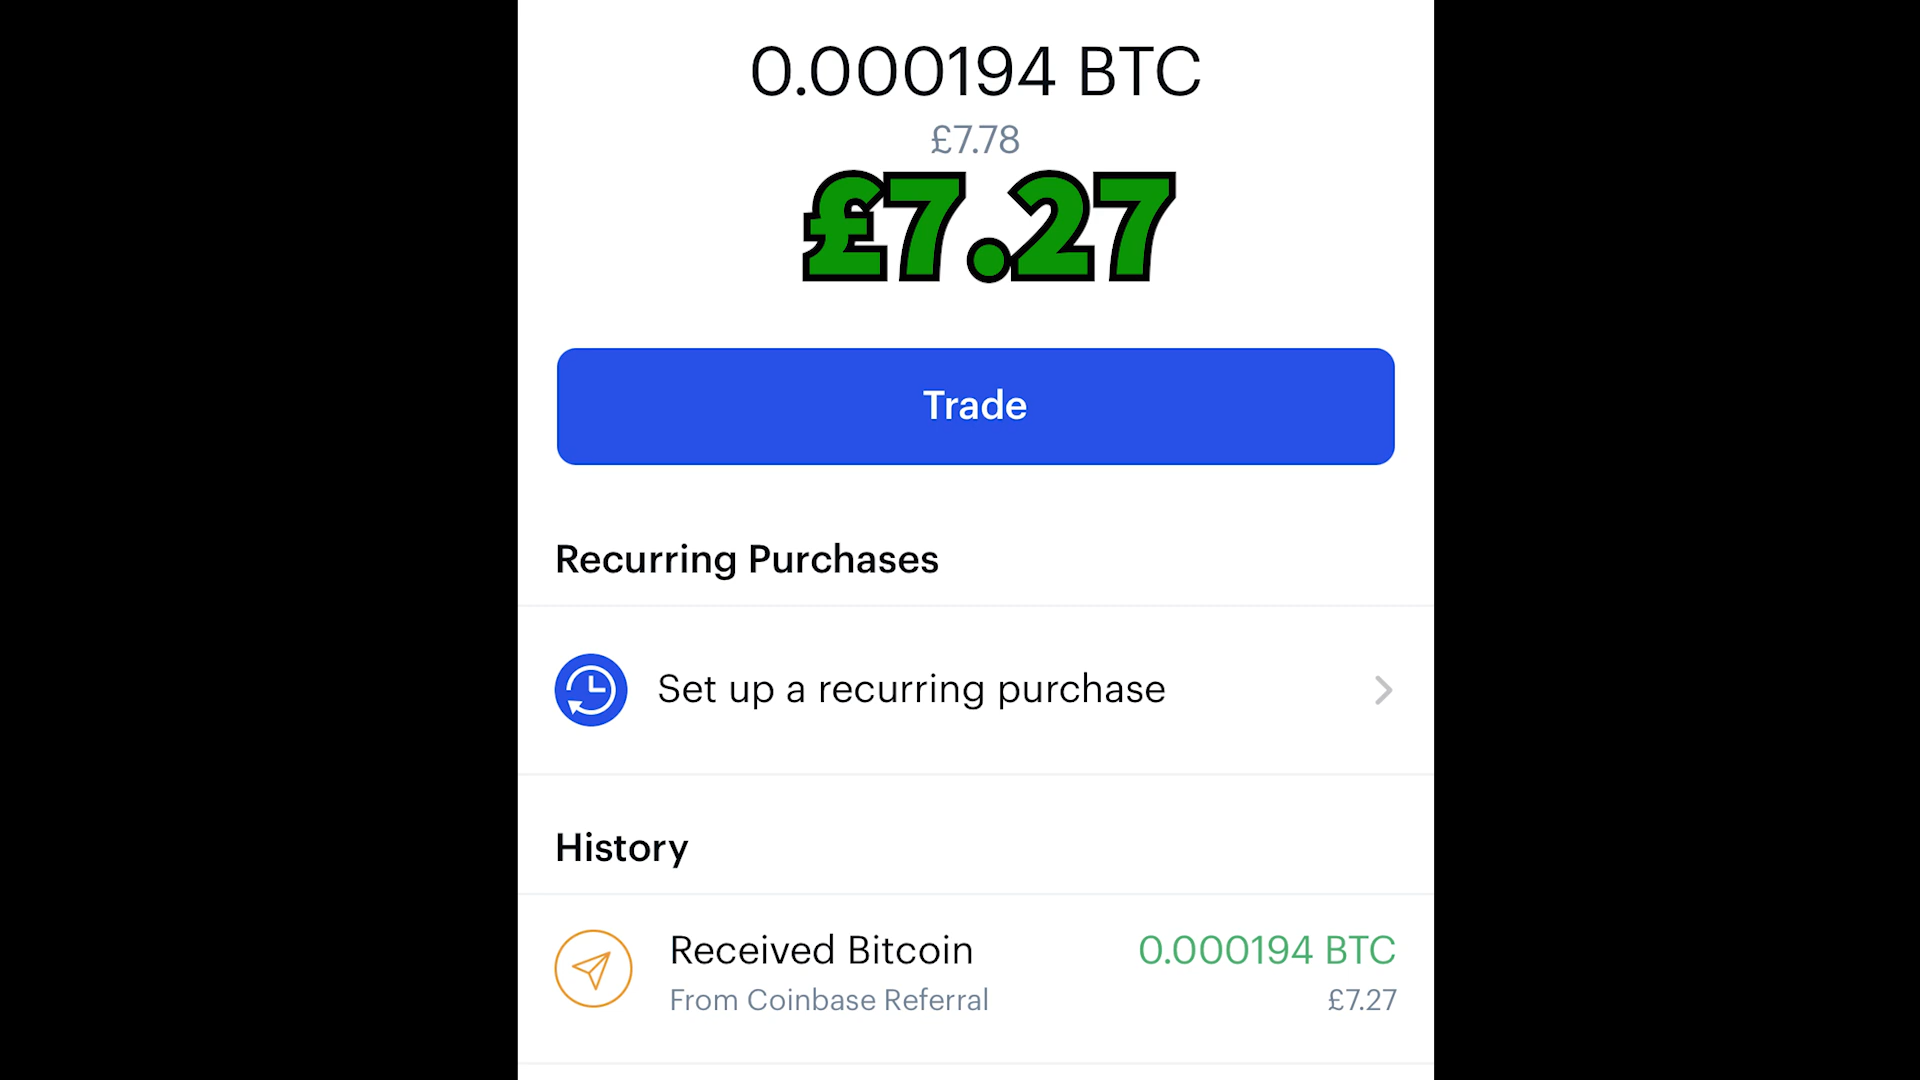 0.000194 BTC
£7.78
£7.27
Trade
Recurring Purchases
Set up a recurring purchase
History
Received Bitcoin
0.000194 BTC
From Coinbase Referral
£7.27